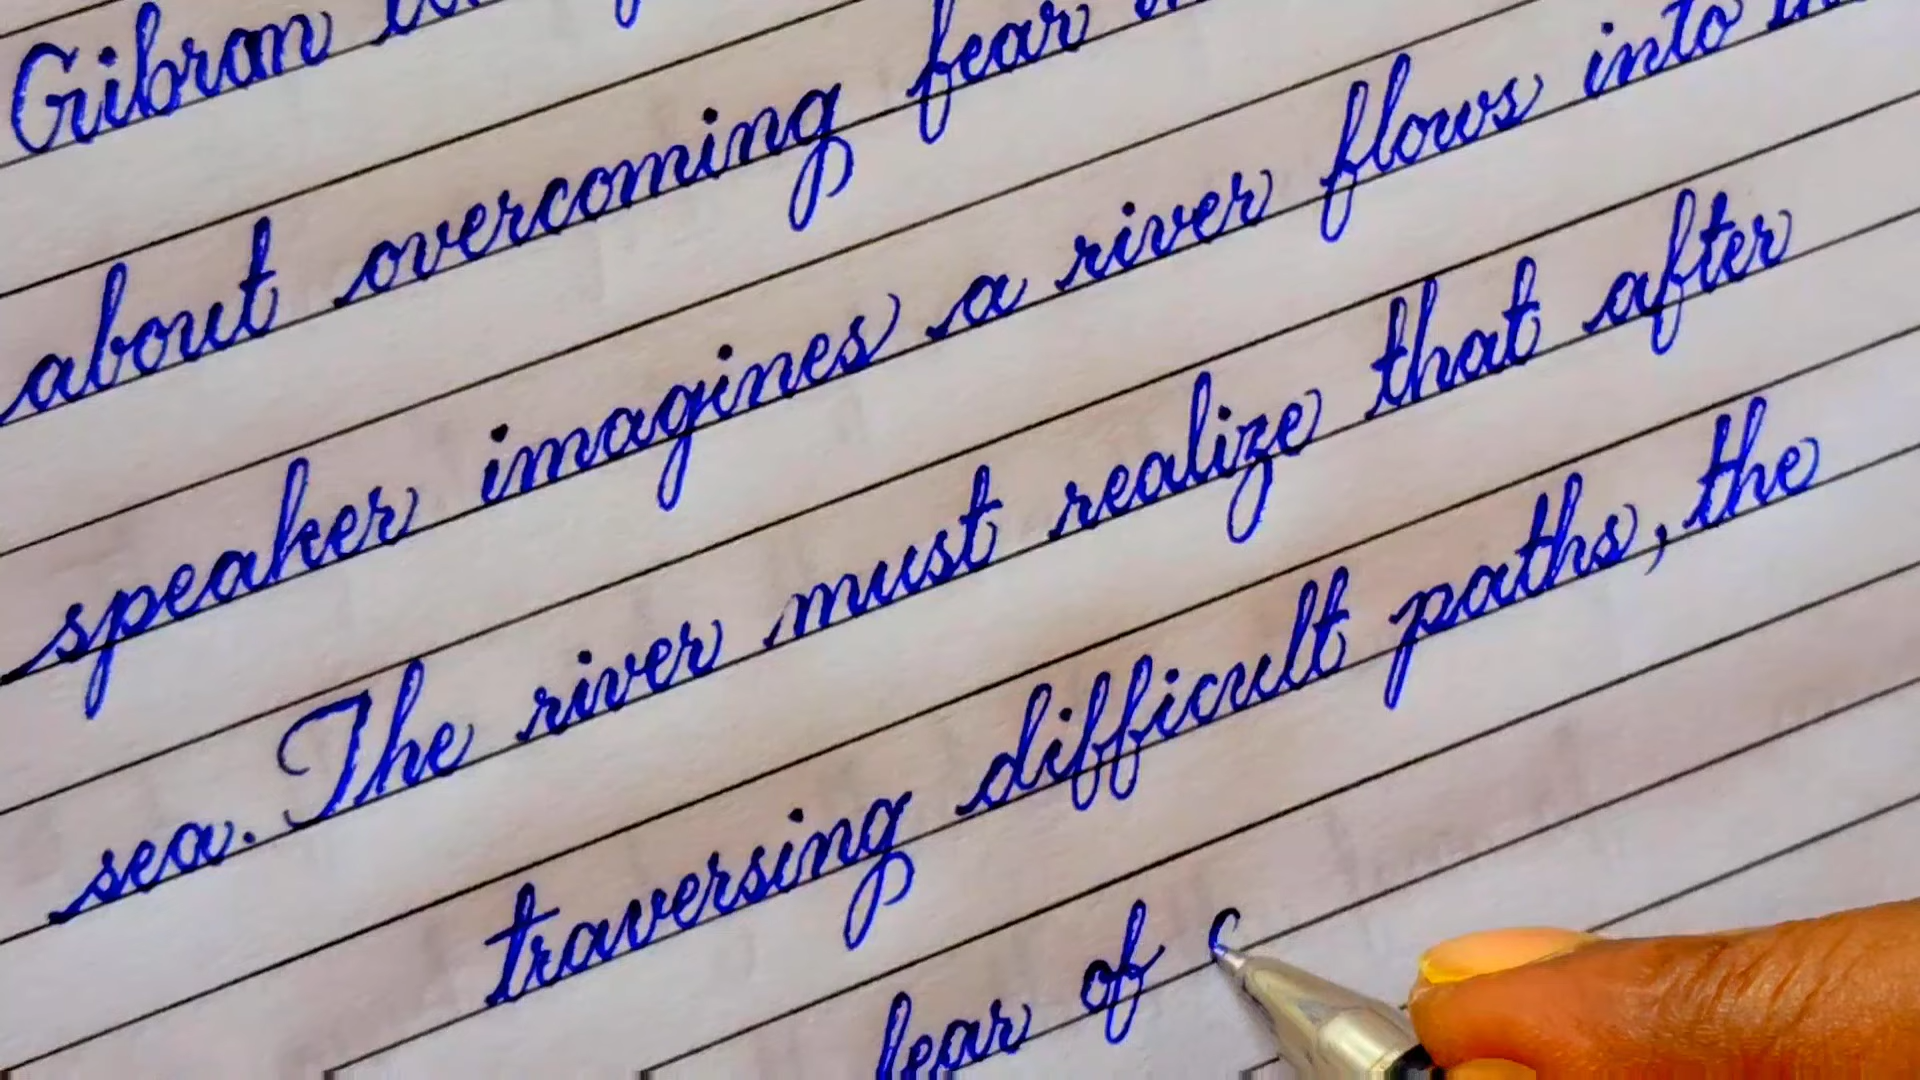 Gibran
about overcoming fear
speaker imagines a river flows into
sea. The river must realize that after
traversing difficult paths, the
fear of